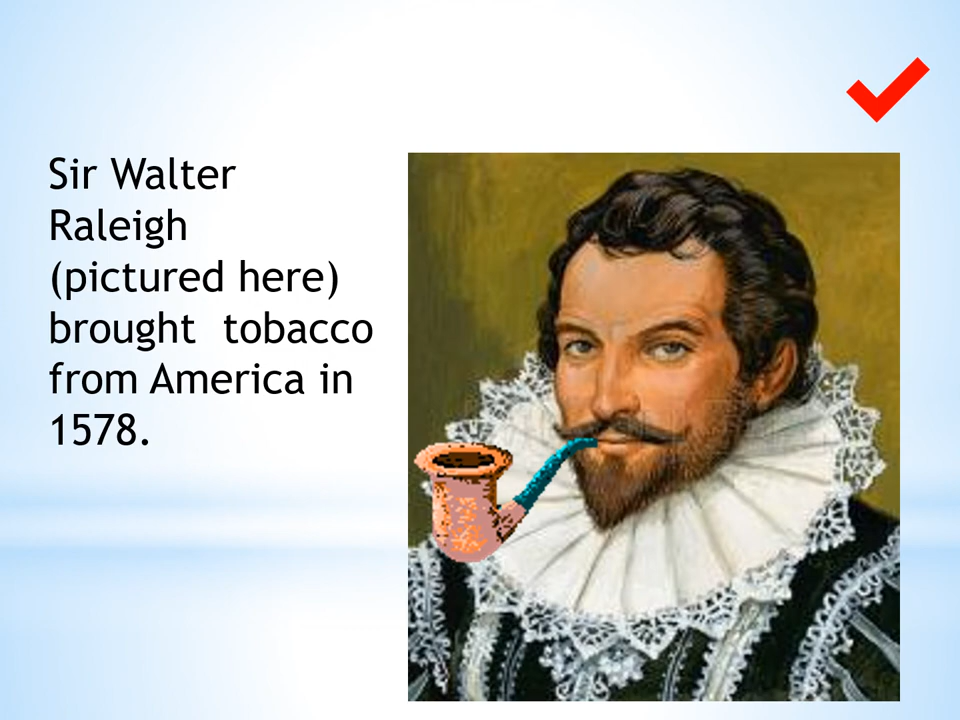 Sir Walter
Raleigh
(pictured here)
brought  tobacco
from America in
1578.